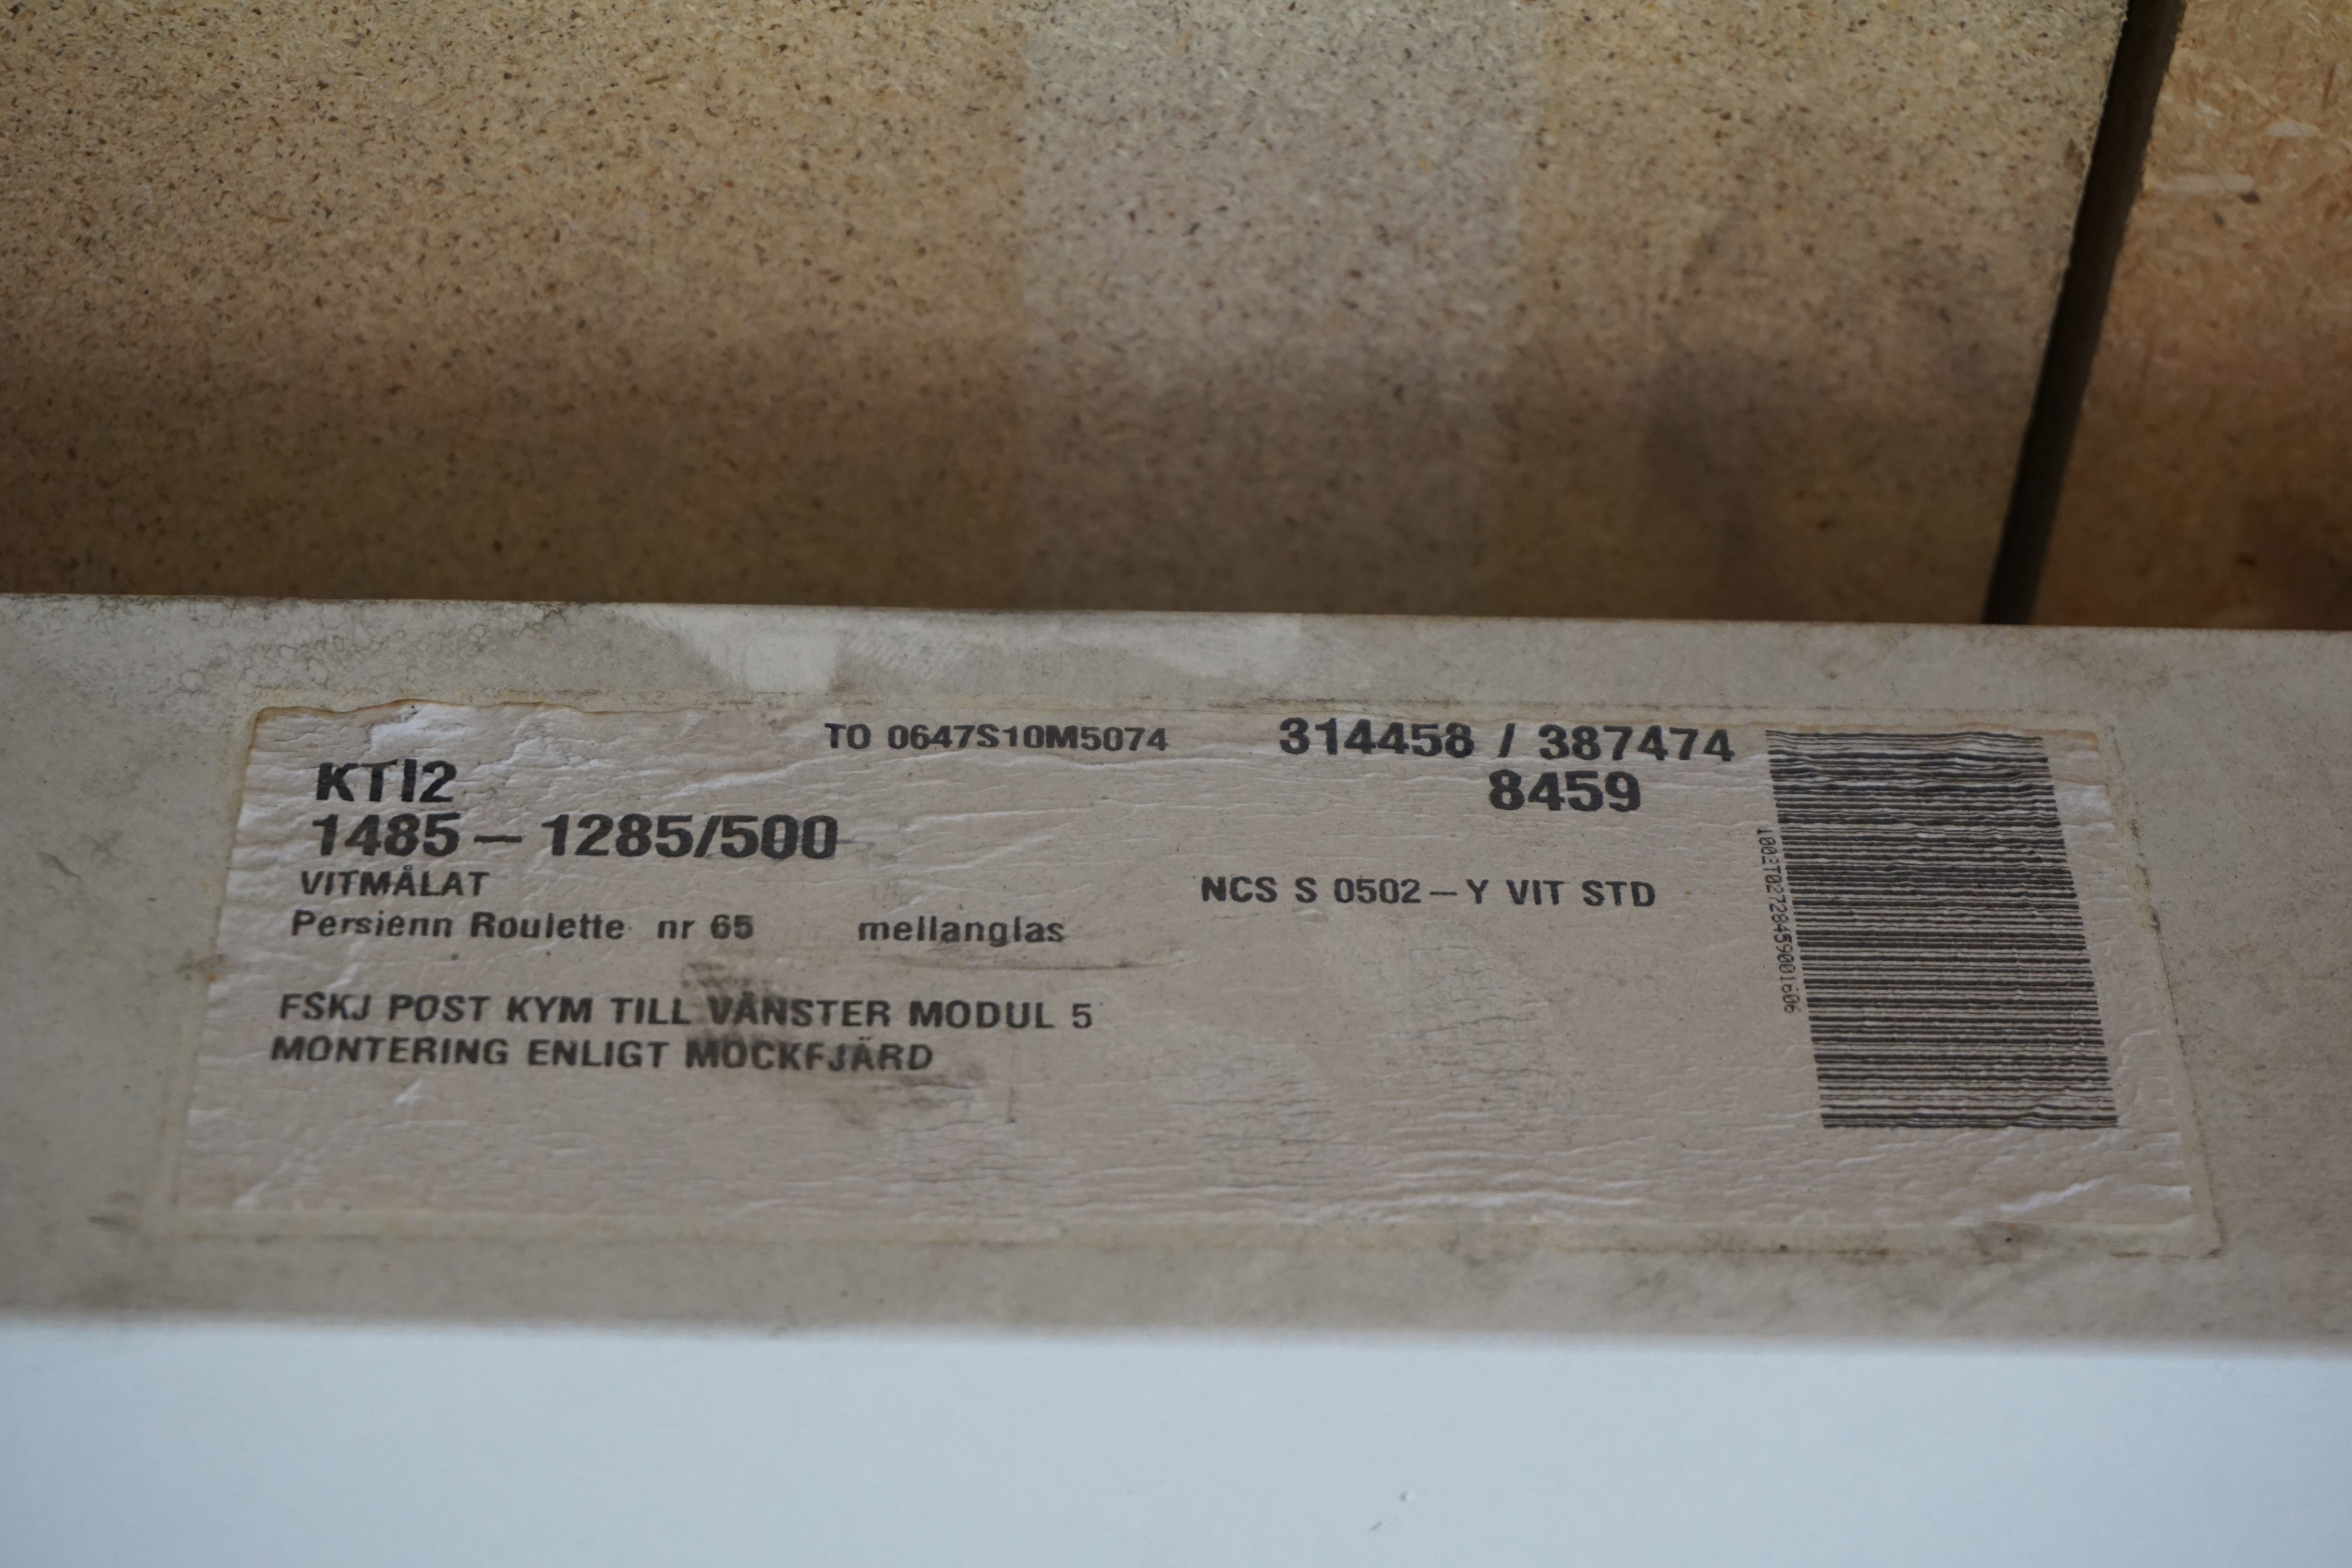 TO 0647S10M5074
314458 / 387474
KTI2
8459
1485-1285/500
VITMÅLAT
NCS S 0502-Y VIT STD
Persienn Roulette nr 65 mellanglas
FSKJ POST KYM TILL VÄNSTER MODUL 5
MONTERING ENLIGT MOCKFJÄRD
1002T02728459001606